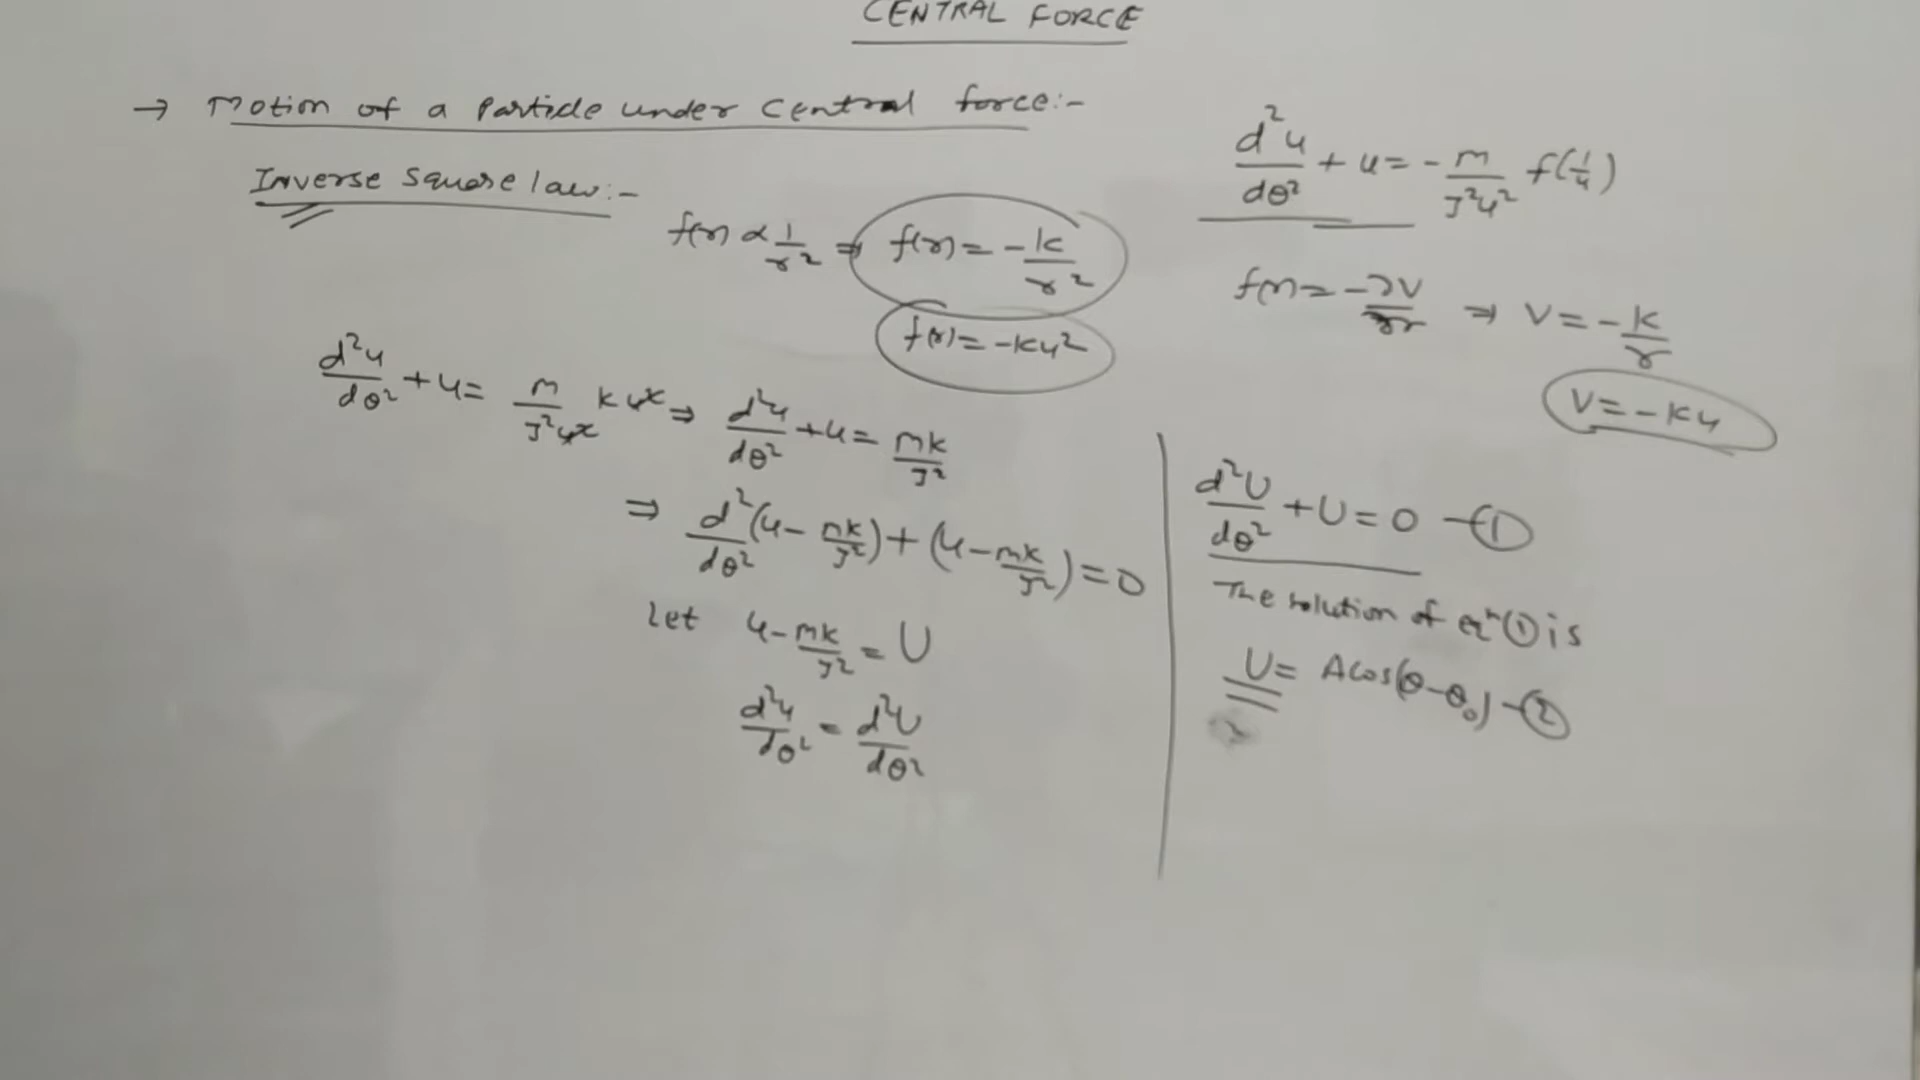 CENTRAL FORCE
→ Motion of a Particle under Central force:-
Inverse Square law:-
f(r) ∝ 1/r² ⇒ f(r) = -k/r²
f(r) = -ku²
d²u/dθ² + u = m/J²u² ku² ⇒ d²u/dθ² + u = mk/J²
⇒ d²/dθ² (u - mk/J²) + (u - mk/J²) = 0
Let u - mk/J² = U
d²u/dθ² = d²U/dθ²
d²u/dθ² + u = - m/J²u² f(1/u)
f(r) = -∂V/∂r ⇒ V = -k/r
V = -ku
d²U/dθ² + U = 0 - ①
The solution of eqⁿ ① is
U = A cos(θ - θ₀) - ②